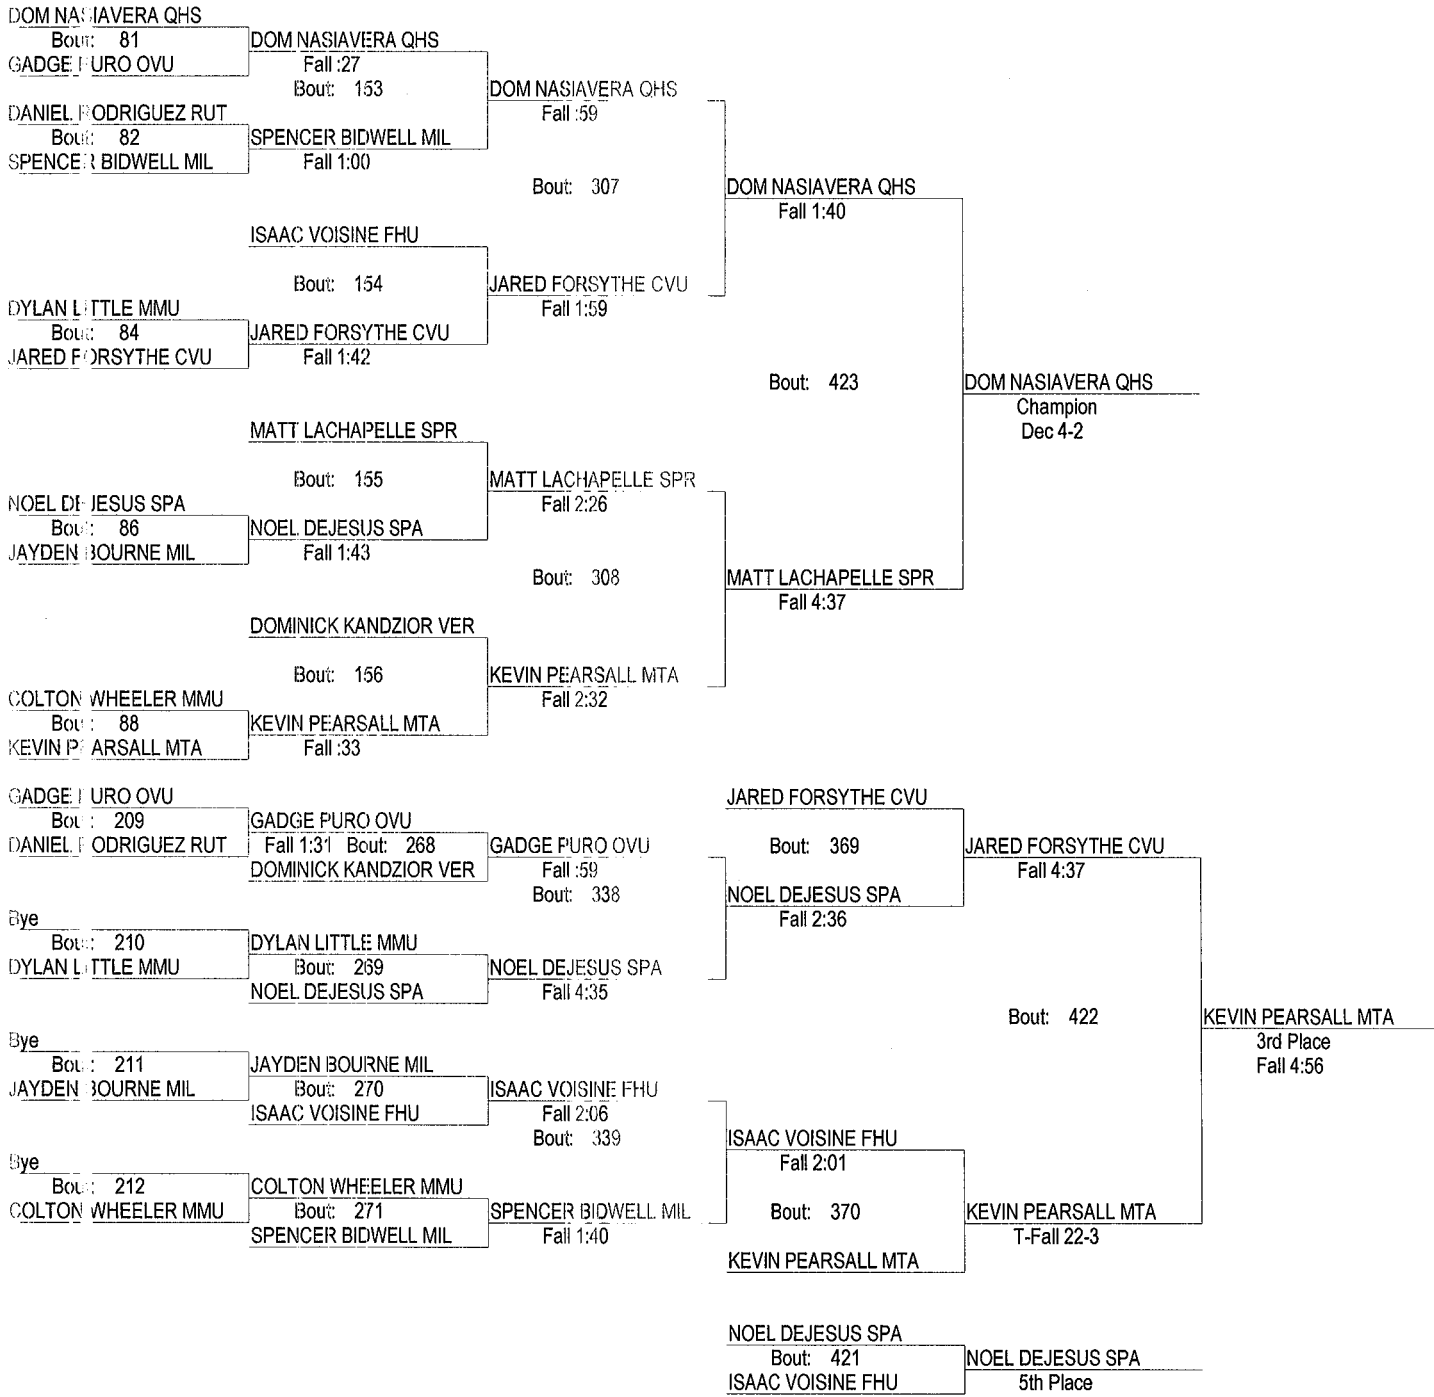 DOM NASIAVERA QHS
Bout: 81
GADGE PURO OVU
DOM NASIAVERA QHS
Fall :27
Bout: 153
DOM NASIAVERA QHS
Fall :59
DANIEL RODRIGUEZ RUT
Bout: 82
SPENCER BIDWELL MIL
SPENCER BIDWELL MIL
Fall 1:00
Bout: 307
DOM NASIAVERA QHS
Fall 1:40
ISAAC VOISINE FHU
Bout: 154
JARED FORSYTHE CVU
Fall 1:59
DYLAN LITTLE MMU
Bout: 84
JARED FORSYTHE CVU
JARED FORSYTHE CVU
Fall 1:42
Bout: 423
DOM NASIAVERA QHS
Champion
Dec 4-2
MATT LACHAPELLE SPR
Bout: 155
MATT LACHAPELLE SPR
Fall 2:26
NOEL DEJESUS SPA
Bout: 86
JAYDEN BOURNE MIL
NOEL DEJESUS SPA
Fall 1:43
Bout: 308
MATT LACHAPELLE SPR
Fall 4:37
DOMINICK KANDZIOR VER
Bout: 156
KEVIN PEARSALL MTA
Fall 2:32
COLTON WHEELER MMU
Bout: 88
KEVIN PEARSALL MTA
KEVIN PEARSALL MTA
Fall :33
GADGE PURO OVU
Bout: 209
DANIEL RODRIGUEZ RUT
GADGE PURO OVU
Fall 1:31 Bout: 268
DOMINICK KANDZIOR VER
GADGE PURO OVU
Fall :59
Bout: 338
JARED FORSYTHE CVU
Bout: 369
NOEL DEJESUS SPA
Fall 2:36
JARED FORSYTHE CVU
Fall 4:37
Bye
Bout: 210
DYLAN LITTLE MMU
DYLAN LITTLE MMU
Bout: 269
NOEL DEJESUS SPA
NOEL DEJESUS SPA
Fall 4:35
Bout: 422
KEVIN PEARSALL MTA
3rd Place
Fall 4:56
Bye
Bout: 211
JAYDEN BOURNE MIL
JAYDEN BOURNE MIL
Bout: 270
ISAAC VOISINE FHU
ISAAC VOISINE FHU
Fall 2:06
Bout: 339
ISAAC VOISINE FHU
Fall 2:01
Bout: 370
KEVIN PEARSALL MTA
KEVIN PEARSALL MTA
T-Fall 22-3
Bye
Bout: 212
COLTON WHEELER MMU
COLTON WHEELER MMU
Bout: 271
SPENCER BIDWELL MIL
SPENCER BIDWELL MIL
Fall 1:40
NOEL DEJESUS SPA
Bout: 421
ISAAC VOISINE FHU
NOEL DEJESUS SPA
5th Place